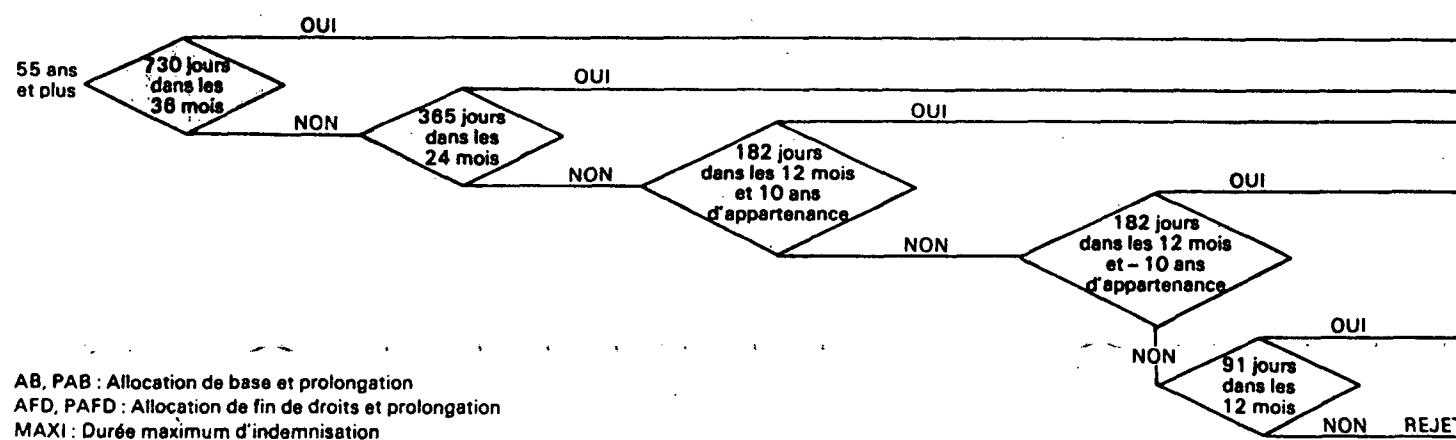 OUI
55 ans
et plus
730 jours
dans les
36 mois
NON
OUI
365 jours
dans les
24 mois
NON
OUI
182 jours
dans les 12 mois
et 10 ans
d'appartenance
NON
OUI
182 jours
dans les 12 mois
et – 10 ans
d'appartenance
NON
OUI
91 jours
dans les
12 mois
NON REJET
AB, PAB : Allocation de base et prolongation
AFD, PAFD : Allocation de fin de droits et prolongation
MAXI : Durée maximum d'indemnisation